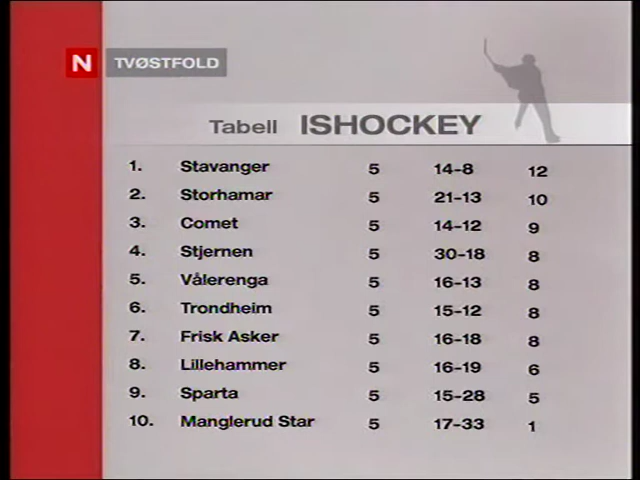 N TVØSTFOLD
Tabell ISHOCKEY
1. Stavanger 5 14-8 12
2. Storhamar 5 21-13 10
3. Comet 5 14-12 9
4. Stjernen 5 30-18 8
5. Vålerenga 5 16-13 8
6. Trondheim 5 15-12 8
7. Frisk Asker 5 16-18 8
8. Lillehammer 5 16-19 6
9. Sparta 5 15-28 5
10. Manglerud Star 5 17-33 1